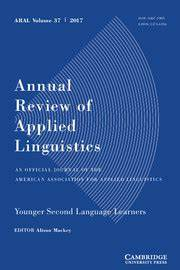 ARAL Volume 37 | 2017
Annual
Review of
Applied
Linguistics
AN OFFICIAL JOURNAL OF THE
AMERICAN ASSOCIATION FOR APPLIED LINGUISTICS
Younger Second Language Learners
EDITOR Alison Mackey
CAMBRIDGE
UNIVERSITY PRESS